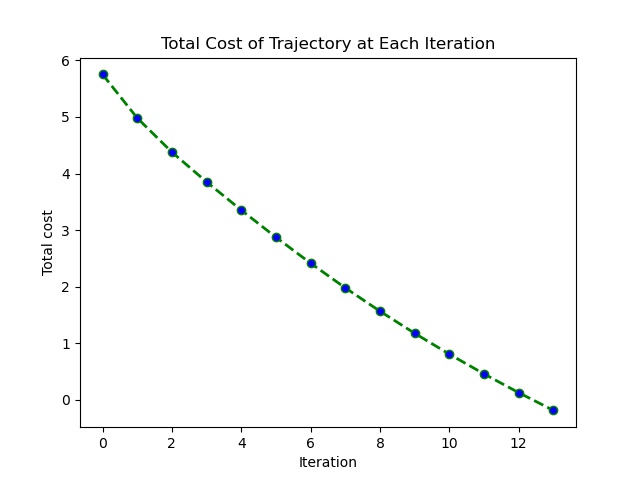 Total Cost of Trajectory at Each Iteration
6
5
4
3
2
1
0
Total cost
0 2 4 6 8 10 12
Iteration